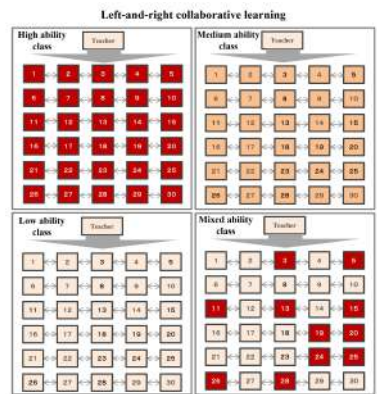 Left-and-right collaborative learning
High ability
class
Teacher
1 2 3 4 5
6 7 8 9 10
11 12 13 14 15
16 17 18 19 20
21 22 23 24 25
26 27 28 29 30
Medium ability
class
Teacher
1 2 3 4 5
6 7 8 9 10
11 12 13 14 15
16 17 18 19 20
21 22 23 24 25
26 27 28 29 30
Low ability
class
Teacher
1 2 3 4 5
6 7 8 9 10
11 12 13 14 15
16 17 18 19 20
21 22 23 24 25
26 27 28 29 30
Mixed ability
class
Teacher
1 2 3 4 5
6 7 8 9 10
11 12 13 14 15
16 17 18 19 20
21 22 23 24 25
26 27 28 29 30